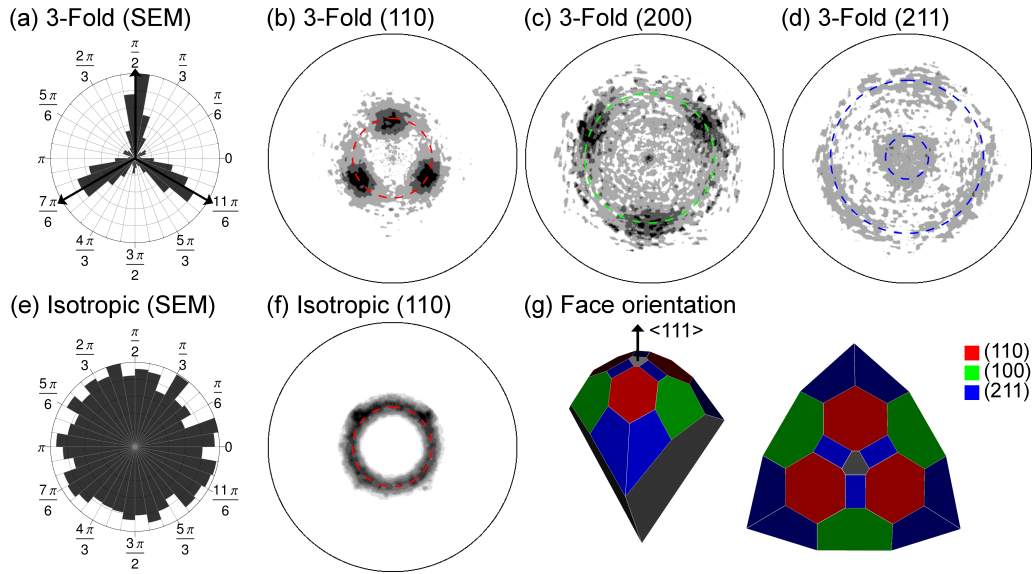 (a) 3-Fold (SEM)
(b) 3-Fold (110)
(c) 3-Fold (200)
(d) 3-Fold (211)
π/2
2π/3
π/3
5π/6
π/6
π
0
7π/6
11π/6
4π/3
5π/3
3π/2
(e) Isotropic (SEM)
(f) Isotropic (110)
(g) Face orientation
π/2
2π/3
π/3
5π/6
π/6
π
0
7π/6
11π/6
4π/3
5π/3
3π/2
<111>
(110)
(100)
(211)